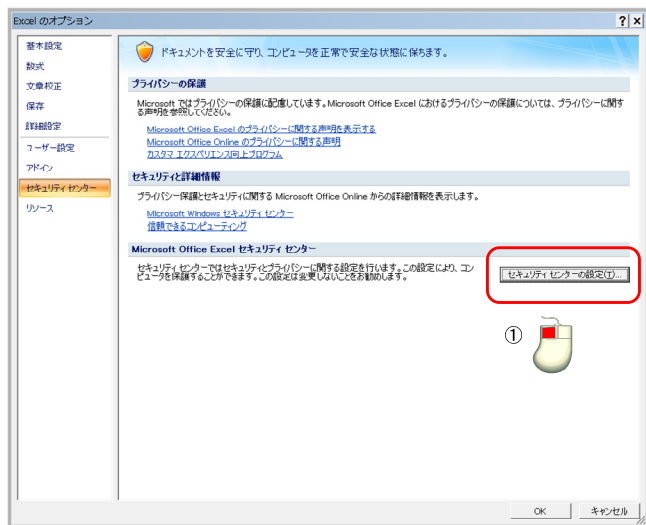 Excel のオプション
基本設定
数式
文章校正
保存
詳細設定
ユーザー設定
アドイン
セキュリティ センター
リソース
ドキュメントを安全に守り、コンピュータを正常で安全な状態に保ちます。
プライバシーの保護
Microsoft ではプライバシーの保護に配慮しています。Microsoft Office Excel におけるプライバシーの保護については、プライバシーに関す
る声明を参照してください。
Microsoft Office Excel のプライバシーに関する声明を表示する
Microsoft Office Online のプライバシーに関する声明
カスタマ エクスペリエンス向上プログラム
セキュリティと詳細情報
プライバシー保護とセキュリティに関する Microsoft Office Online からの詳細情報を表示します。
Microsoft Windows セキュリティ センター
信頼できるコンピューティング
Microsoft Office Excel セキュリティ センター
セキュリティ センターではセキュリティとプライバシーに関する設定を行います。この設定により、コン
ピュータを保護することができます。この設定は変更しないことをお勧めします。
セキュリティ センターの設定(T)...
①
OK
キャンセル